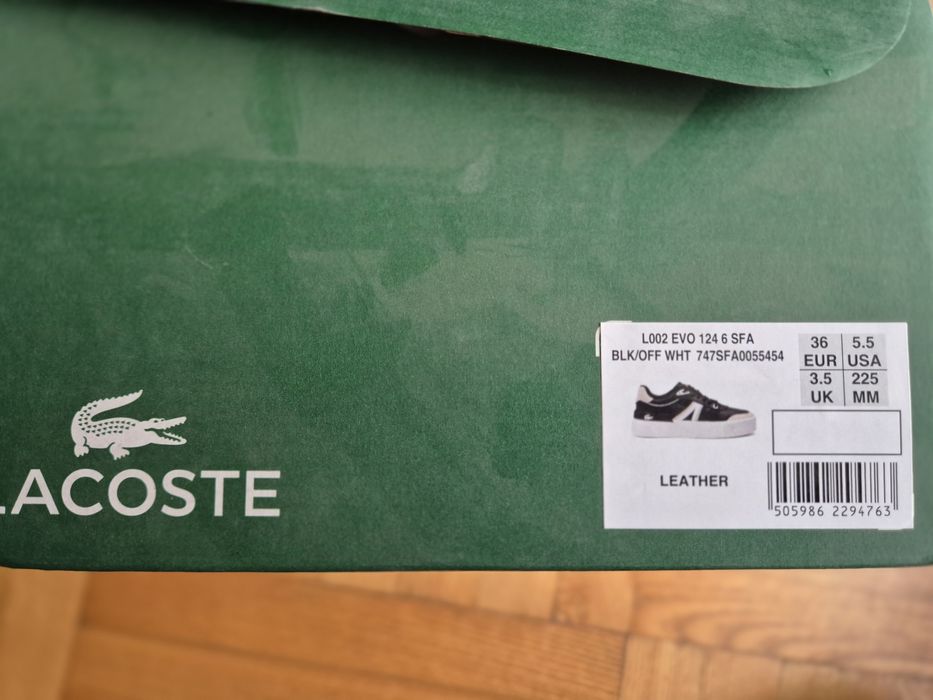 L002 EVO 124 6 SFA
BLK/OFF WHT 747SFA0055454
36 EUR
5.5 USA
3.5 UK
225 MM
LEATHER
505986 2294763
LACOSTE